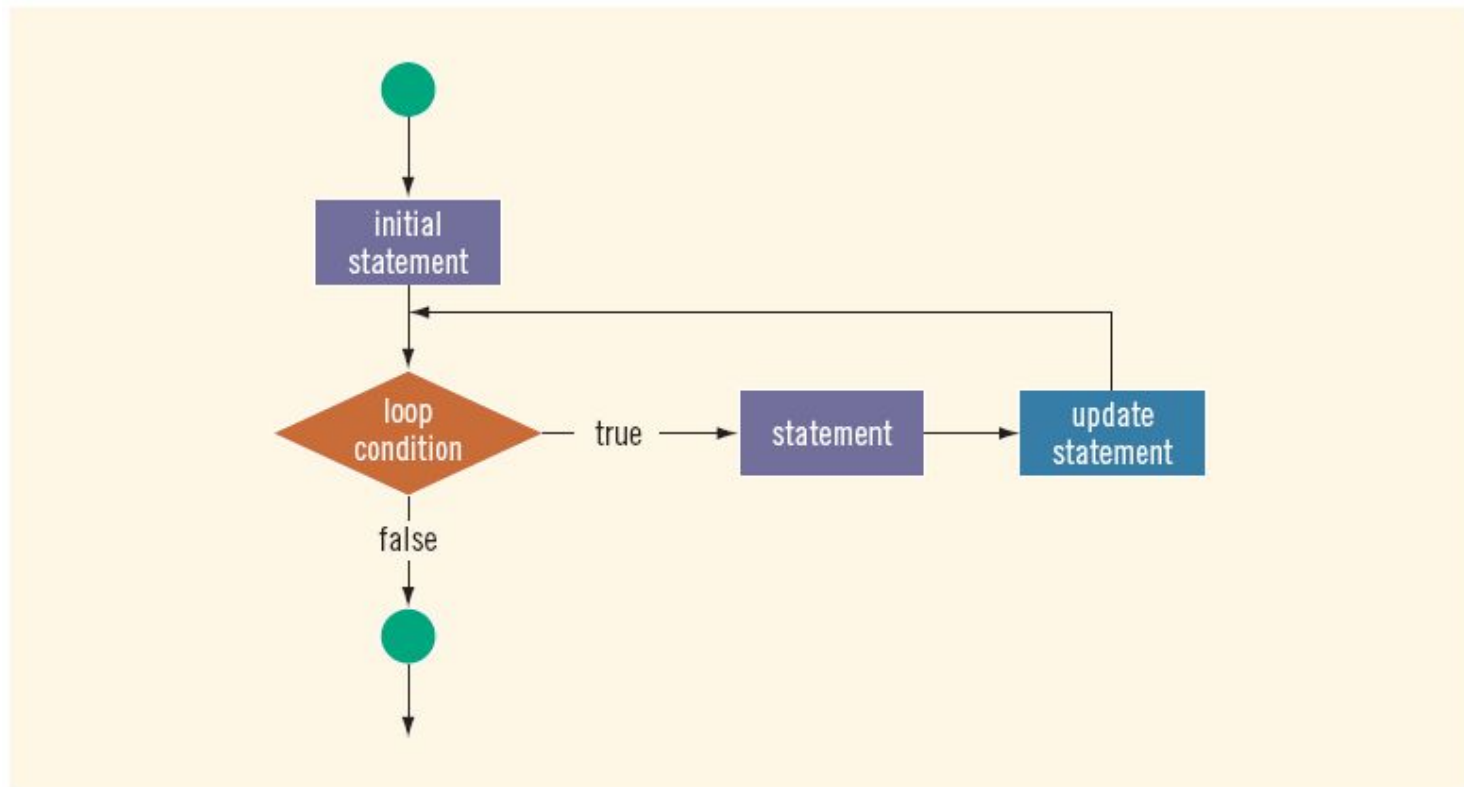 initial
statement
loop
condition
true
statement
update
statement
false